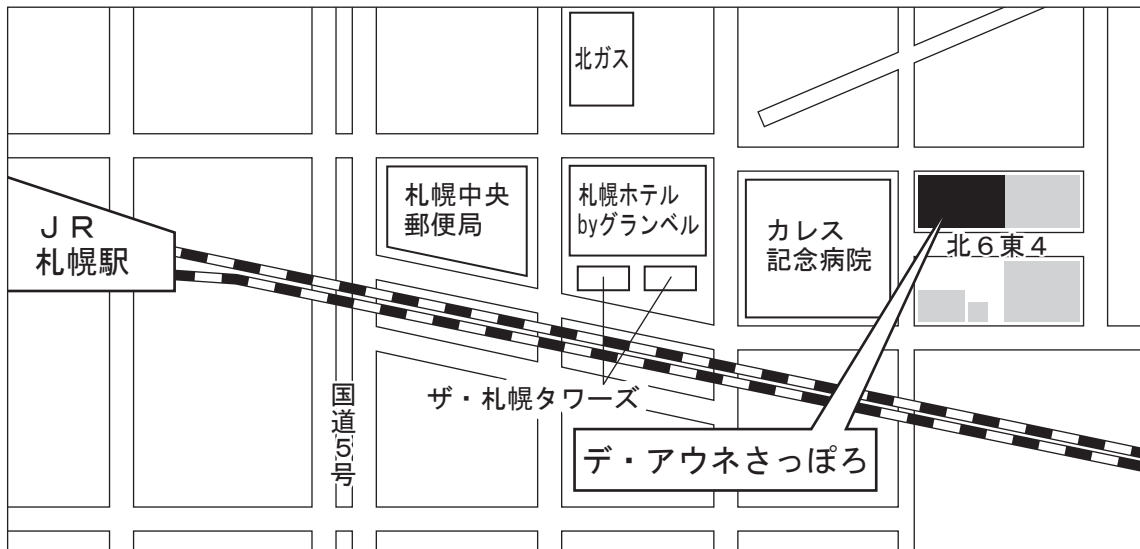 北ガス
ＪＲ
札幌駅
札幌中央
郵便局
札幌ホテル
byグランベル
カレス
記念病院
北６東４
ザ・札幌タワーズ
国道５号
デ・アウネさっぽろ